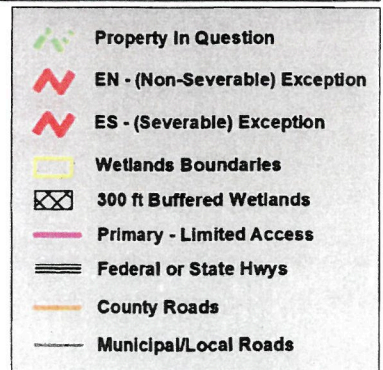 Property In Question
EN - (Non-Severable) Exception
ES - (Severable) Exception
Wetlands Boundaries
300 ft Buffered Wetlands
Primary - Limited Access
Federal or State Hwys
County Roads
Municipal/Local Roads